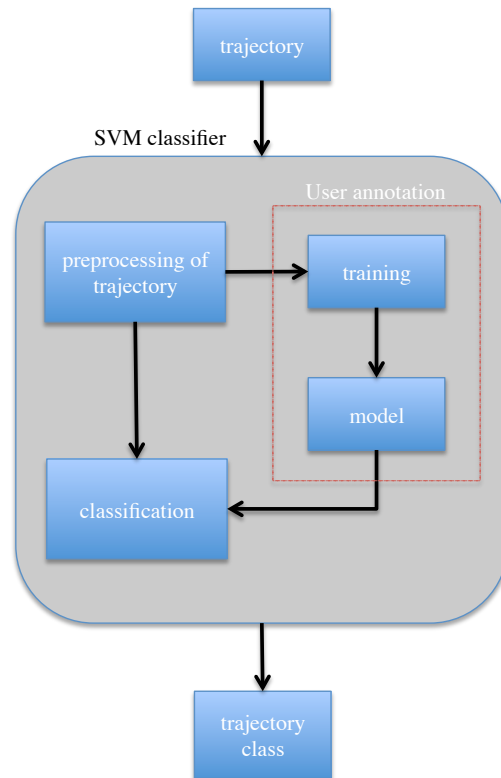 trajectory
SVM classifier
User annotation
preprocessing of
trajectory
training
model
classification
trajectory
class